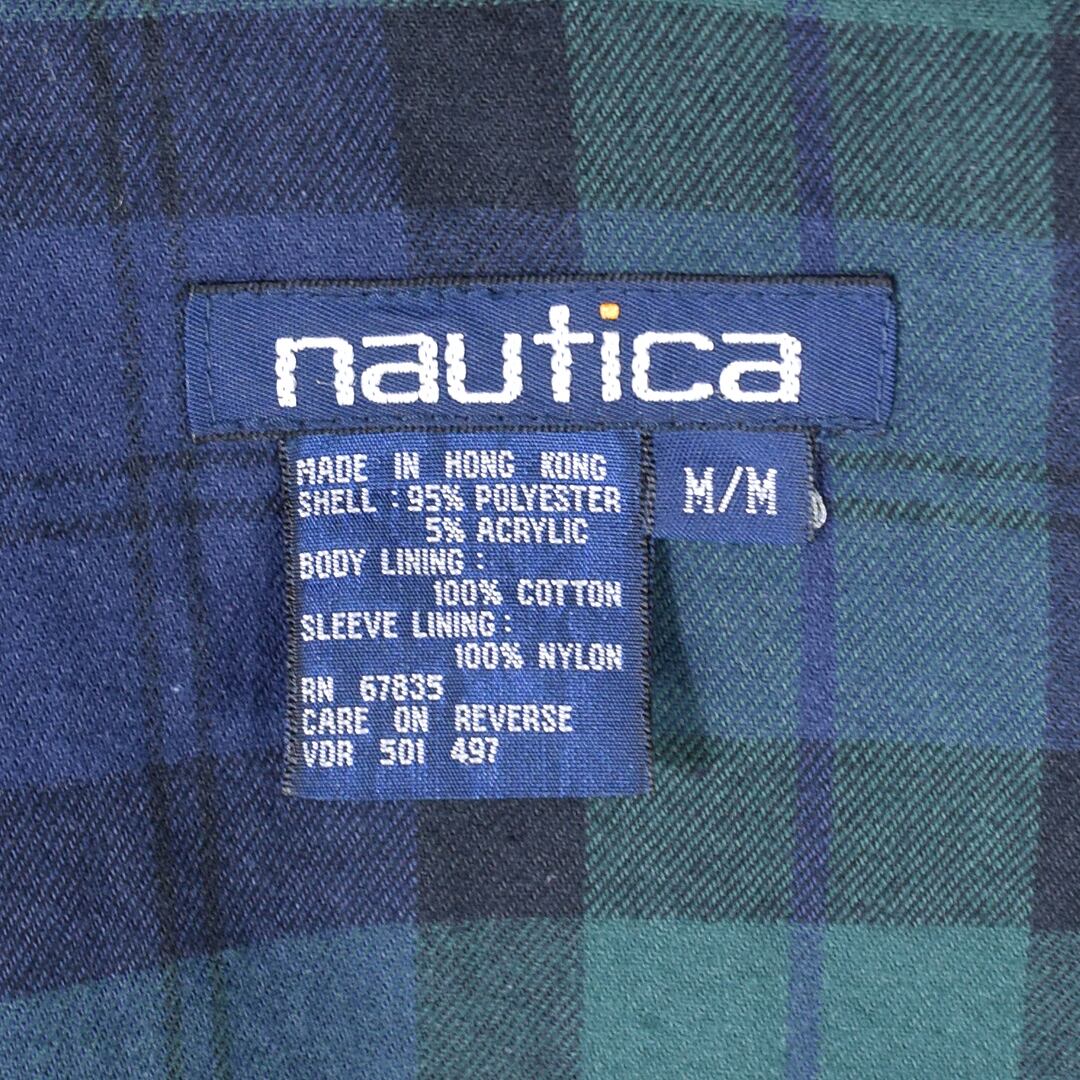 nautica
MADE IN HONG KONG
SHELL : 95% POLYESTER
5% ACRYLIC
BODY LINING :
100% COTTON
SLEEVE LINING :
100% NYLON
RN 67835
CARE ON REVERSE
VDR 501 497
M/M